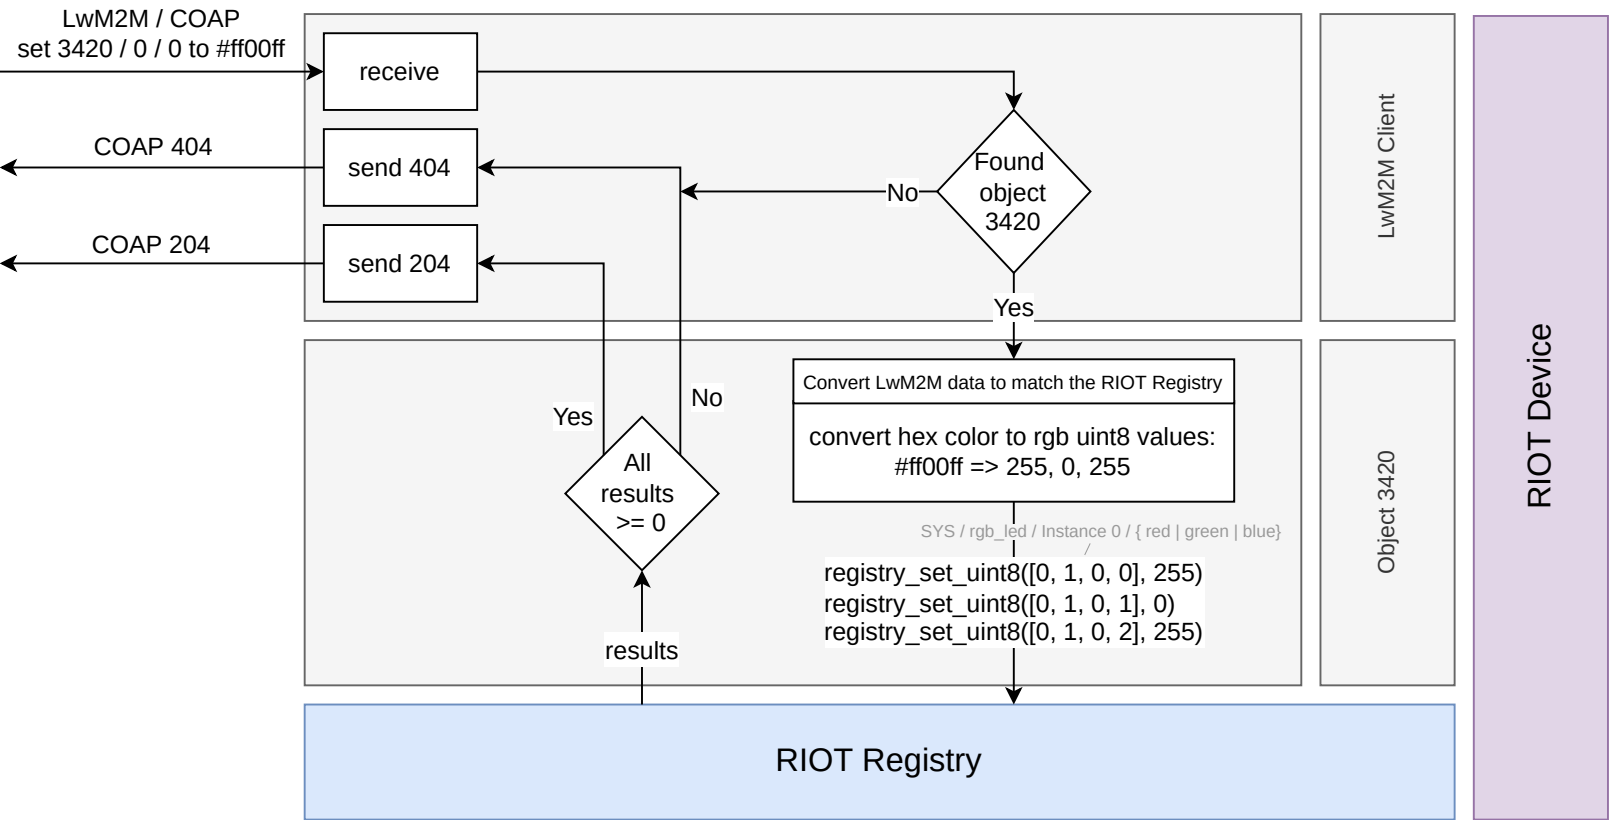 LwM2M / COAP
set 3420 / 0 / 0 to #ff00ff
receive
COAP 404
send 404
COAP 204
send 204
Found
object
3420
No
Yes
LwM2M Client
Convert LwM2M data to match the RIOT Registry
convert hex color to rgb uint8 values:
#ff00ff => 255, 0, 255
SYS / rgb_led / Instance 0 / { red | green | blue}
/
registry_set_uint8([0, 1, 0, 0], 255)
registry_set_uint8([0, 1, 0, 1], 0)
registry_set_uint8([0, 1, 0, 2], 255)
Yes
No
All
results
>= 0
results
Object 3420
RIOT Registry
RIOT Device